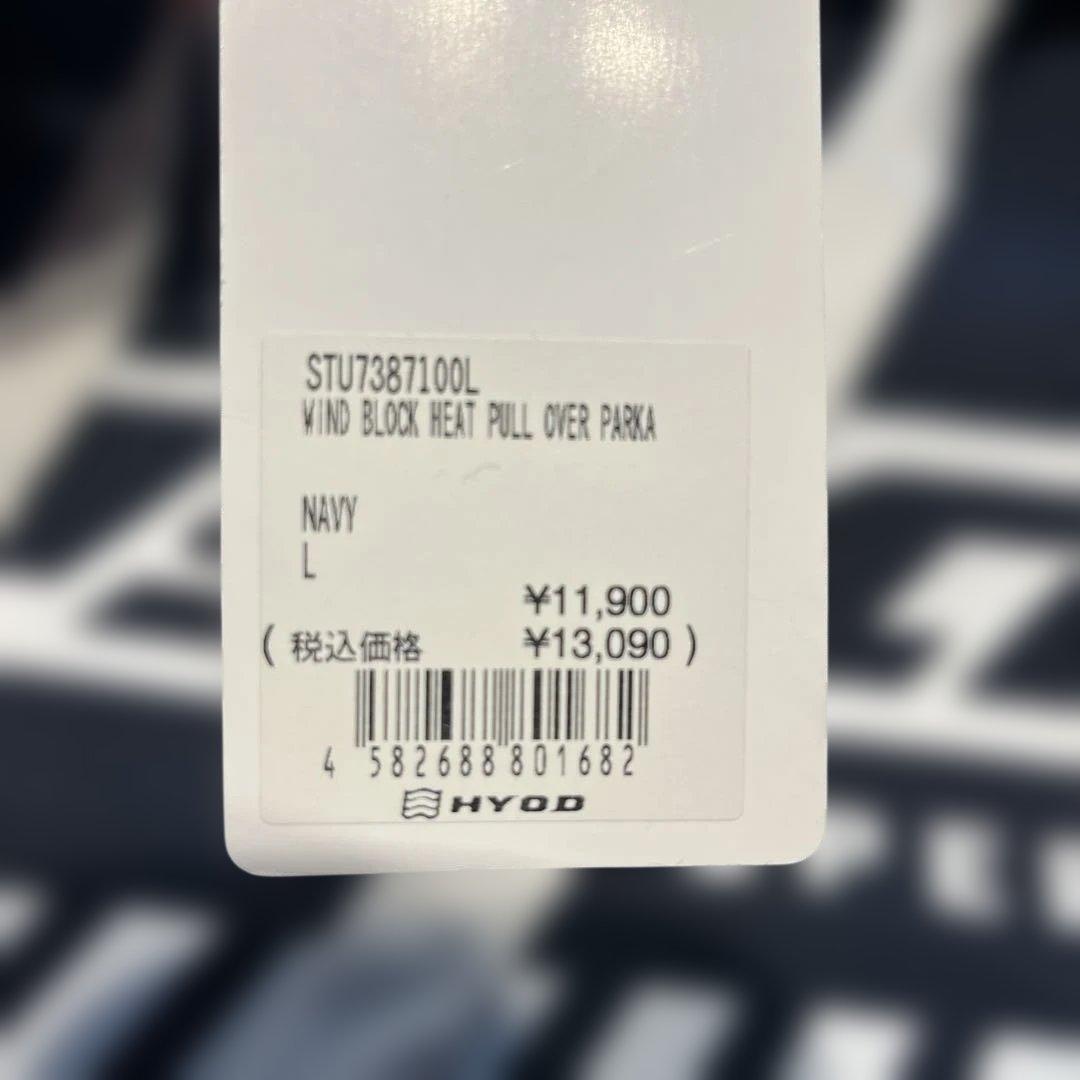 STU7387100L
WIND BLOCK HEAT PULL OVER PARKA
NAVY
L
¥11,900
( 税込価格 ¥13,090 )
4 582688 801682
HYOD